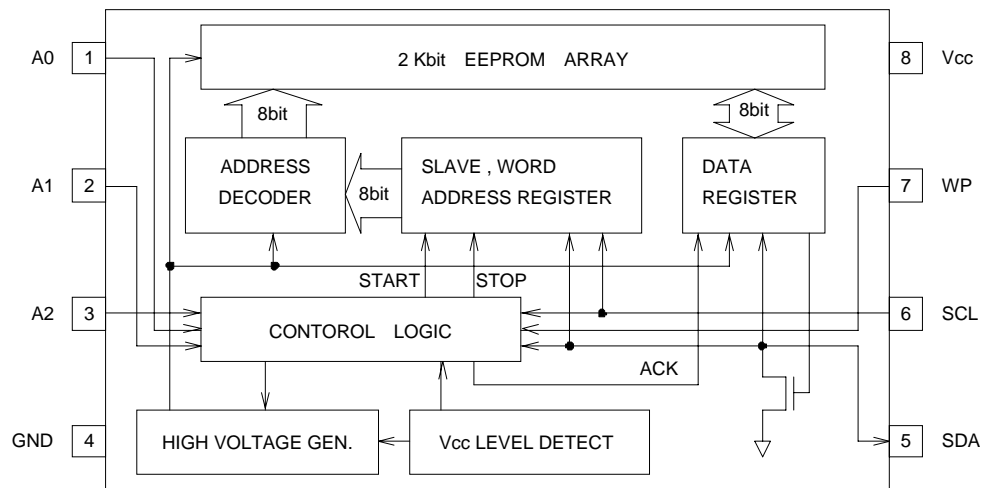 A0 1 2 Kbit EEPROM ARRAY 8 Vcc
8bit 8bit
A1 2 ADDRESS DECODER 8bit SLAVE , WORD ADDRESS REGISTER DATA REGISTER 7 WP
START STOP
A2 3 CONTOROL LOGIC 6 SCL
ACK
GND 4 HIGH VOLTAGE GEN. Vcc LEVEL DETECT 5 SDA